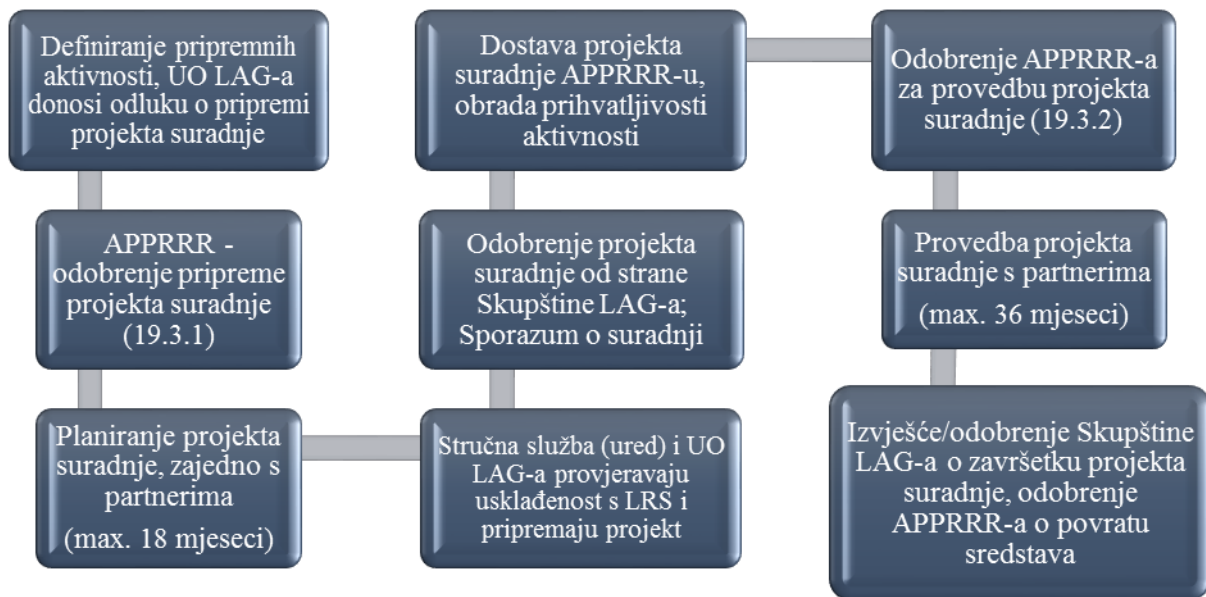 Definiranje pripremnih
aktivnosti, UO LAG-a
donosi odluku o pripremi
projekta suradnje
APPRRR -
odobrenje pripreme
projekta suradnje
(19.3.1)
Planiranje projekta
suradnje, zajedno s
partnerima
(max. 18 mjeseci)
Stručna služba (ured) i UO
LAG-a provjeravaju
usklađenost s LRS i
pripremaju projekt
Odobrenje projekta
suradnje od strane
Skupštine LAG-a;
Sporazum o suradnji
Dostava projekta
suradnje APPRRR-u,
obrada prihvatljivosti
aktivnosti
Odobrenje APPRRR-a
za provedbu projekta
suradnje (19.3.2)
Provedba projekta
suradnje s partnerima
(max. 36 mjeseci)
Izvješće/odobrenje Skupštine
LAG-a o završetku projekta
suradnje, odobrenje
APPRRR-a o povratu
sredstava